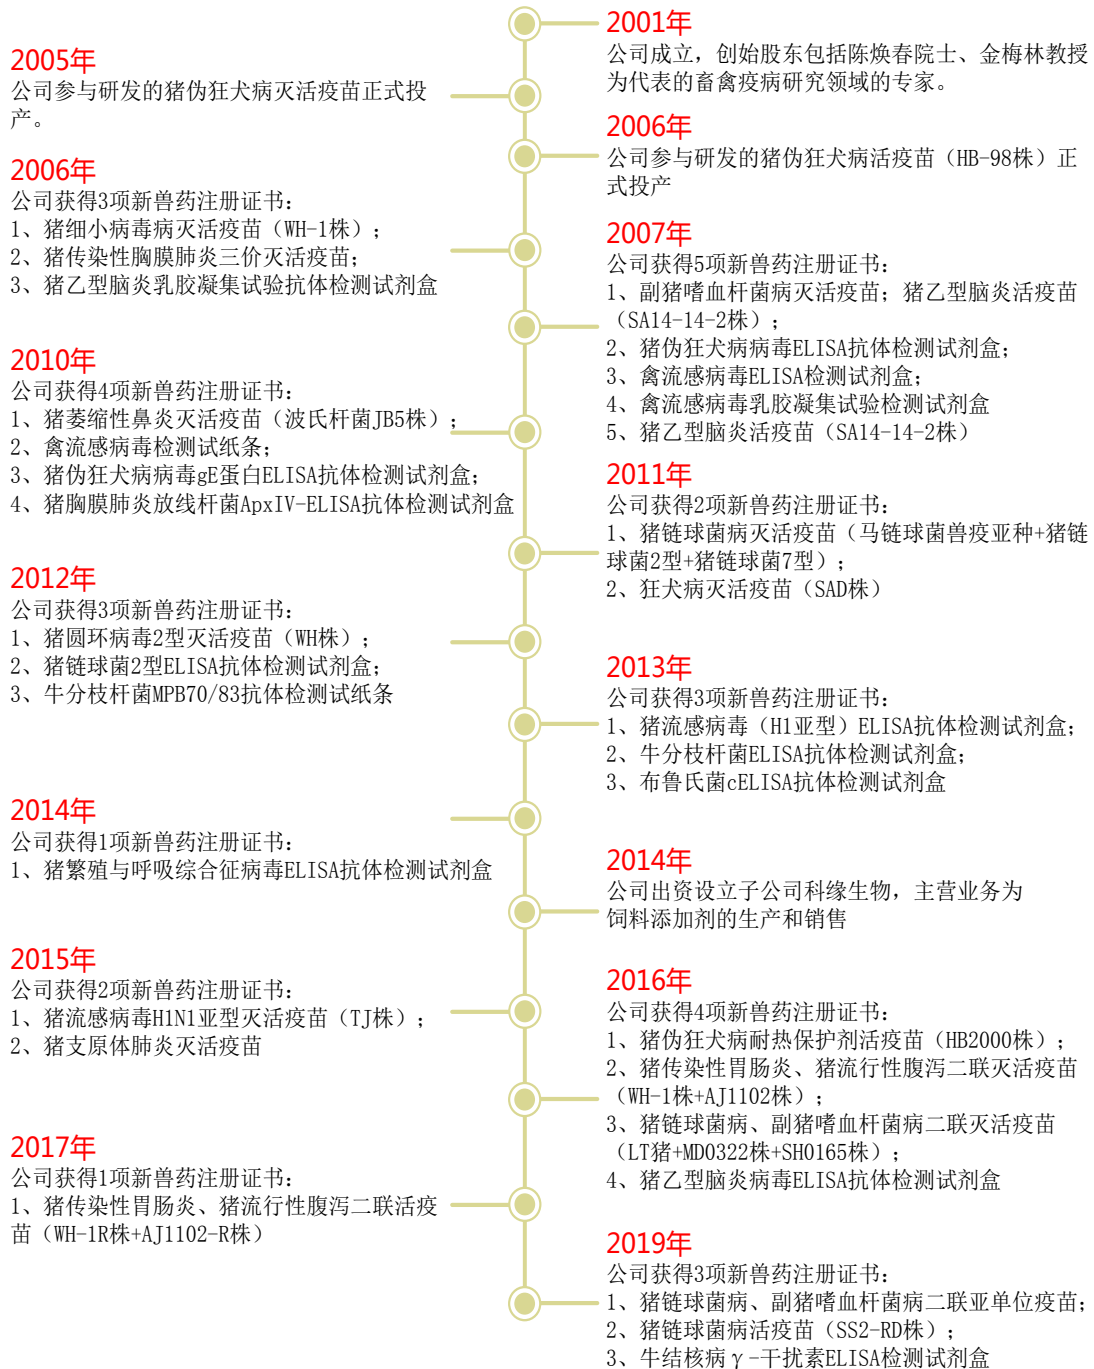 2001年
公司成立，创始股东包括陈焕春院士、金梅林教授
为代表的畜禽疫病研究领域的专家。
2005年
公司参与研发的猪伪狂犬病灭活疫苗正式投
产。
2006年
公司参与研发的猪伪狂犬病活疫苗（HB-98株）正
式投产
2006年
公司获得3项新兽药注册证书：
1、猪细小病毒病灭活疫苗（WH-1株）；
2、猪传染性胸膜肺炎三价灭活疫苗；
3、猪乙型脑炎乳胶凝集试验抗体检测试剂盒
2007年
公司获得5项新兽药注册证书：
1、副猪嗜血杆菌病灭活疫苗；猪乙型脑炎活疫苗
（SA14-14-2株）；
2、猪伪狂犬病病毒ELISA抗体检测试剂盒；
3、禽流感病毒ELISA检测试剂盒；
4、禽流感病毒乳胶凝集试验检测试剂盒
5、猪乙型脑炎活疫苗（SA14-14-2株）
2010年
公司获得4项新兽药注册证书：
1、猪萎缩性鼻炎灭活疫苗（波氏杆菌JB5株）；
2、禽流感病毒检测试纸条；
3、猪伪狂犬病病毒gE蛋白ELISA抗体检测试剂盒；
4、猪胸膜肺炎放线杆菌ApxIV-ELISA抗体检测试剂盒
2011年
公司获得2项新兽药注册证书：
1、猪链球菌病灭活疫苗（马链球菌兽疫亚种+猪链
球菌2型+猪链球菌7型）；
2、狂犬病灭活疫苗（SAD株）
2012年
公司获得3项新兽药注册证书：
1、猪圆环病毒2型灭活疫苗（WH株）；
2、猪链球菌2型ELISA抗体检测试剂盒；
3、牛分枝杆菌MPB70/83抗体检测试纸条
2013年
公司获得3项新兽药注册证书：
1、猪流感病毒（H1亚型）ELISA抗体检测试剂盒；
2、牛分枝杆菌ELISA抗体检测试剂盒；
3、布鲁氏菌cELISA抗体检测试剂盒
2014年
公司获得1项新兽药注册证书：
1、猪繁殖与呼吸综合征病毒ELISA抗体检测试剂盒
2014年
公司出资设立子公司科缘生物，主营业务为
饲料添加剂的生产和销售
2015年
公司获得2项新兽药注册证书：
1、猪流感病毒H1N1亚型灭活疫苗（TJ株）；
2、猪支原体肺炎灭活疫苗
2016年
公司获得4项新兽药注册证书：
1、猪伪狂犬病耐热保护剂活疫苗（HB2000株）；
2、猪传染性胃肠炎、猪流行性腹泻二联灭活疫苗
（WH-1株+AJ1102株）；
3、猪链球菌病、副猪嗜血杆菌病二联灭活疫苗
（LT猪+MD0322株+SH0165株）；
4、猪乙型脑炎病毒ELISA抗体检测试剂盒
2017年
公司获得1项新兽药注册证书：
1、猪传染性胃肠炎、猪流行性腹泻二联活疫
苗（WH-1R株+AJ1102-R株）
2019年
公司获得3项新兽药注册证书：
1、猪链球菌病、副猪嗜血杆菌病二联亚单位疫苗；
2、猪链球菌病活疫苗（SS2-RD株）；
3、牛结核病γ-干扰素ELISA检测试剂盒